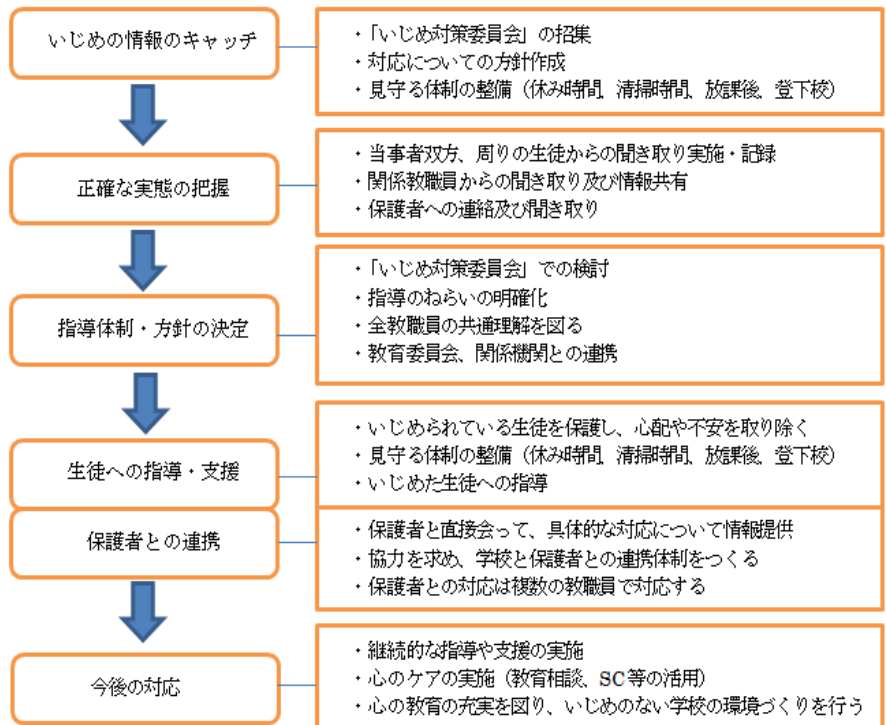 いじめの情報のキャッチ
・「いじめ対策委員会」の招集
・対応についての方針作成
・見守る体制の整備（休み時間、清掃時間、放課後、登下校）
正確な実態の把握
・当事者双方、周りの生徒からの聞き取り実施・記録
・関係教職員からの聞き取り及び情報共有
・保護者への連絡及び聞き取り
指導体制・方針の決定
・「いじめ対策委員会」での検討
・指導のねらいの明確化
・全教職員の共通理解を図る
・教育委員会、関係機関との連携
生徒への指導・支援
・いじめられている生徒を保護し、心配や不安を取り除く
・見守る体制の整備（休み時間、清掃時間、放課後、登下校）
・いじめた生徒への指導
保護者との連携
・保護者と直接会って、具体的な対応について情報提供
・協力を求め、学校と保護者との連携体制をつくる
・保護者との対応は複数の教職員で対応する
今後の対応
・継続的な指導や支援の実施
・心のケアの実施（教育相談、SC等の活用）
・心の教育の充実を図り、いじめのない学校の環境づくりを行う